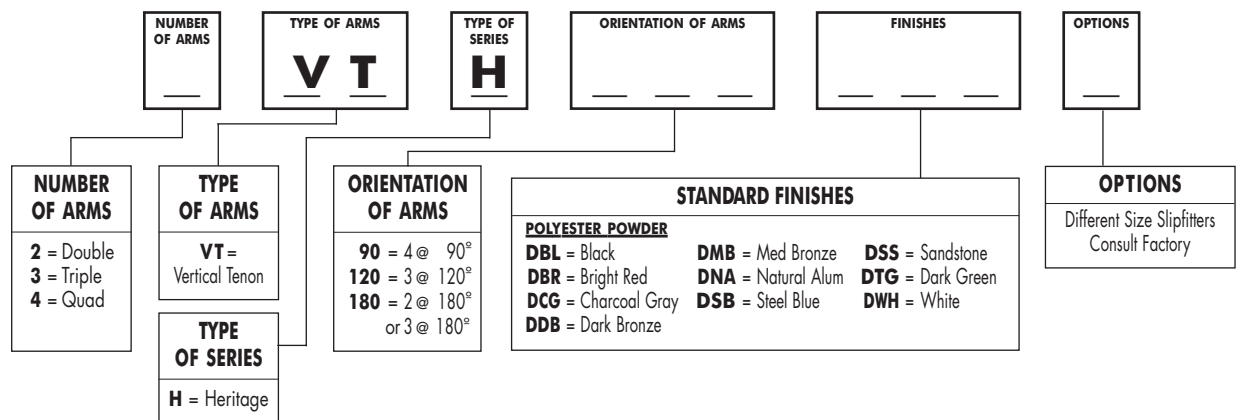 NUMBER
OF ARMS
TYPE OF ARMS
V T
TYPE OF
SERIES
H
ORIENTATION OF ARMS
FINISHES
OPTIONS
NUMBER
OF ARMS
2 = Double
3 = Triple
4 = Quad
TYPE
OF ARMS
VT =
Vertical Tenon
TYPE
OF SERIES
H = Heritage
ORIENTATION
OF ARMS
90 = 4 @ 90º
120 = 3 @ 120º
180 = 2 @ 180º
or 3 @ 180º
STANDARD FINISHES
POLYESTER POWDER
DBL = Black
DBR = Bright Red
DCG = Charcoal Gray
DDB = Dark Bronze
DMB = Med Bronze
DNA = Natural Alum
DSB = Steel Blue
DSS = Sandstone
DTG = Dark Green
DWH = White
OPTIONS
Different Size Slipfitters
Consult Factory